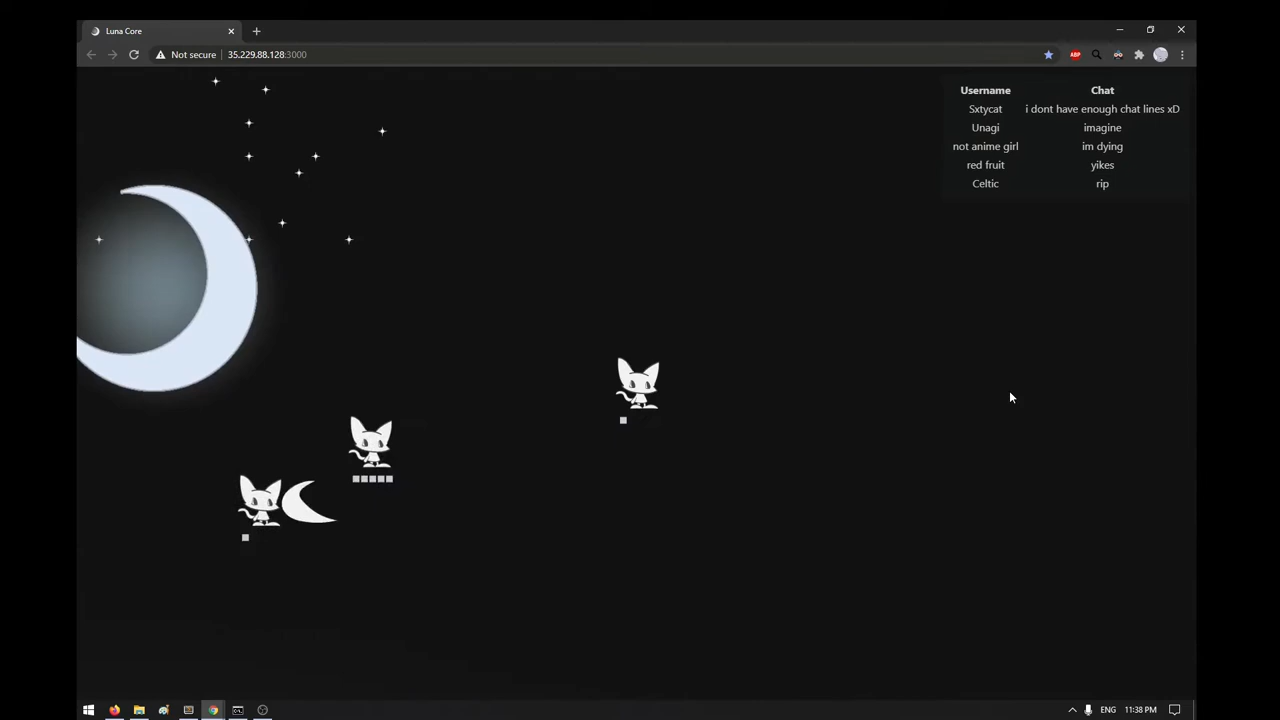 Luna Core
Not secure
35.229.88.128:3000
ABP
Username Chat
Sxtycat i dont have enough chat lines xD
Unagi imagine
not anime girl im dying
red fruit yikes
Celtic rip
ENG 11:38 PM